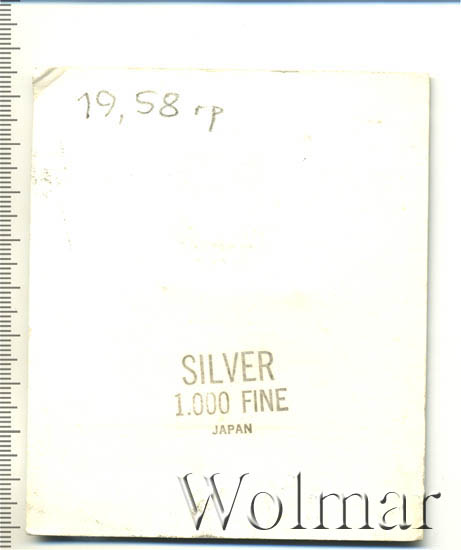 19,58 гр
SILVER
1.000 FINE
JAPAN
Wolmar